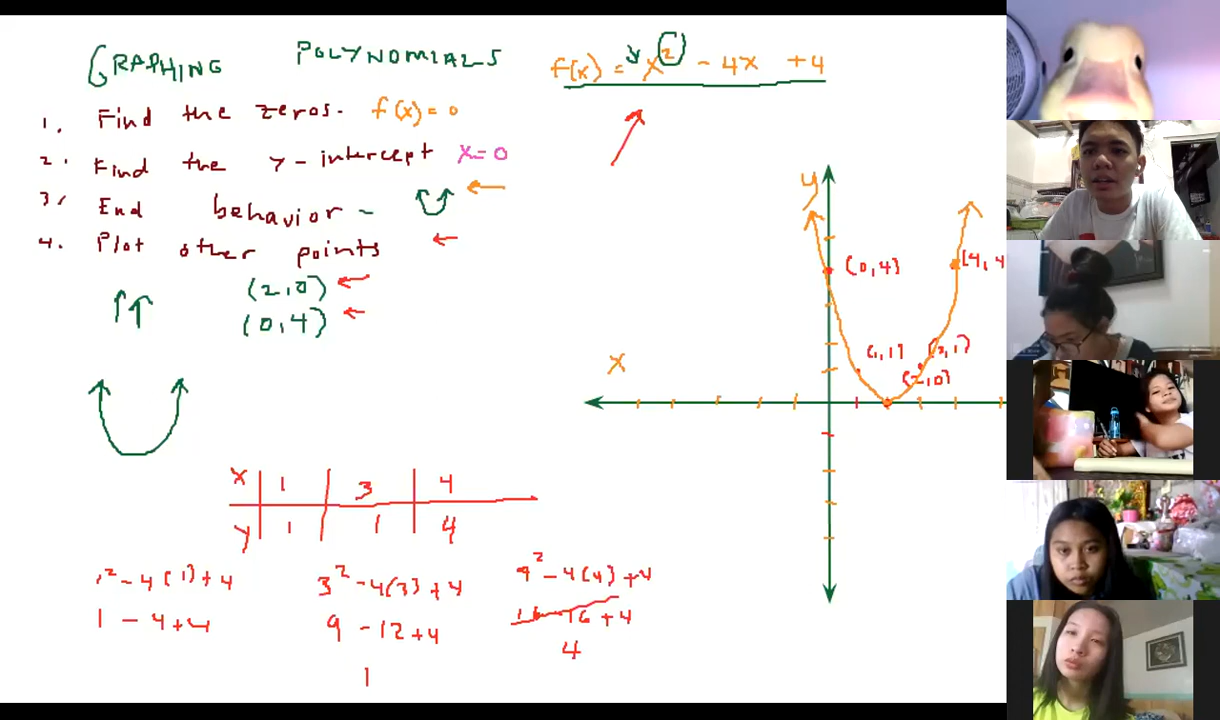 GRAPHING POLYNOMIALS
f(x) = x² - 4x + 4
1. Find the zeros. f(x) = 0
2. Find the y-intercept x=0
3. End behavior -
4. Plot other points
(2,0)
(0,4)
y
(0,4)
(4,4
(1,1)
(3,1)
(2,0)
x
x 1 3 4
y 1 1 4
1² - 4(1) + 4
1 - 4 + 4
3² - 4(3) + 4
9 - 12 + 4
1
4² - 4(4) + 4
16 - 16 + 4
4